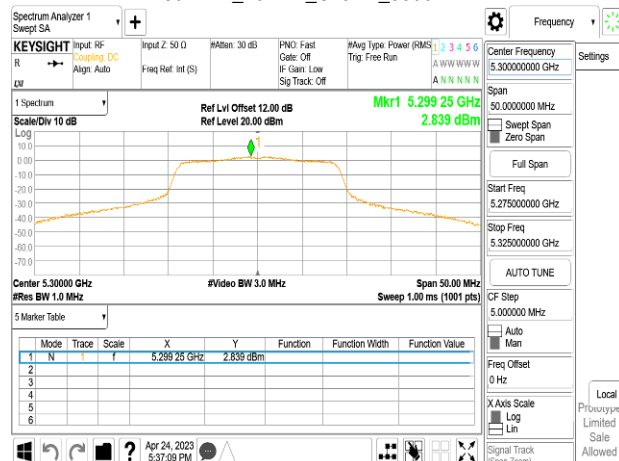 Spectrum Analyzer 1
Swept SA
+
Frequency
KEYSIGHT
Input: RF
Input Z: 50 Ω
#Atten: 30 dB
PNO: Fast
#Avg Type: Power (RMS
1 2 3 4 5 6
R
Coupling: DC
Gate: Off
Trig: Free Run
Align: Auto
Freq Ref: Int (S)
IF Gain: Low
A W W W W W
Sig Track: Off
A N N N N N
Center Frequency
5.300000000 GHz
Settings
1 Spectrum
Ref Lvl Offset 12.00 dB
Mkr1 5.299 25 GHz
Scale/Div 10 dB
Ref Level 20.00 dBm
2.839 dBm
Span
50.0000000 MHz
Swept Span
Zero Span
Log
10.0
0.00
-10.0
-20.0
-30.0
-40.0
-50.0
-60.0
-70.0
1
Full Span
Start Freq
5.275000000 GHz
Stop Freq
5.325000000 GHz
AUTO TUNE
Center 5.30000 GHz
#Video BW 3.0 MHz
Span 50.00 MHz
#Res BW 1.0 MHz
Sweep 1.00 ms (1001 pts)
CF Step
5.000000 MHz
Auto
Man
5 Marker Table
Mode Trace Scale X Y Function Function Width Function Value
1 N 1 f 5.299 25 GHz 2.839 dBm
2
3
4
5
6
Freq Offset
0 Hz
X Axis Scale
Log
Lin
Local
Prototype
Limited
Sale
Allowed
Signal Track
(Span Zoom)
?
Apr 24, 2023
5:37:09 PM